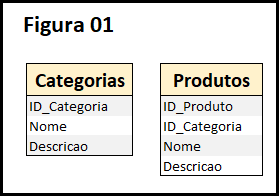 Figura 01
Categorias
ID_Categoria
Nome
Descricao
Produtos
ID_Produto
ID_Categoria
Nome
Descricao